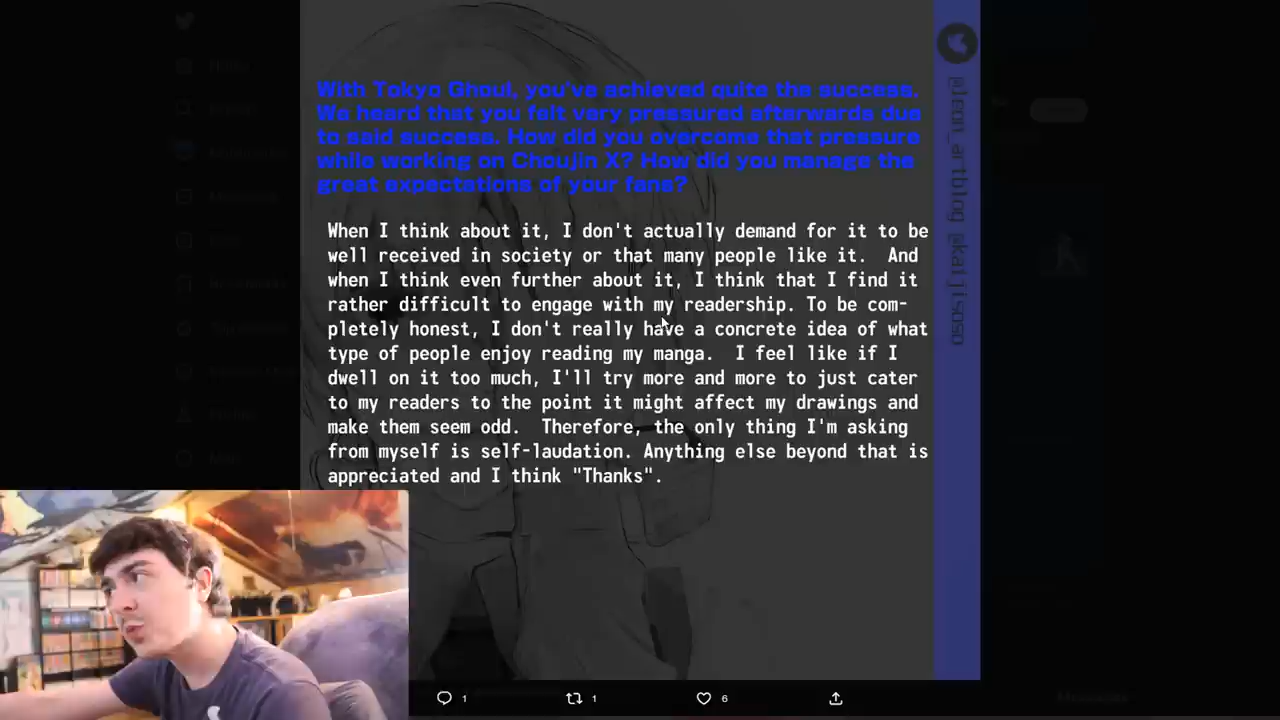 With Tokyo Ghoul, you've achieved quite the success.
We heard that you felt very pressured afterwards due
to said success. How did you overcome that pressure
while working on Choujin X? How did you manage the
great expectations of your fans?
When I think about it, I don't actually demand for it to be
well received in society or that many people like it. And
when I think even further about it, I think that I find it
rather difficult to engage with my readership. To be com-
pletely honest, I don't really have a concrete idea of what
type of people enjoy reading my manga. I feel like if I
dwell on it too much, I'll try more and more to just cater
to my readers to the point it might affect my drawings and
make them seem odd. Therefore, the only thing I'm asking
from myself is self-laudation. Anything else beyond that is
appreciated and I think "Thanks".
@leon_artblog @kaijisoso
1
1
6